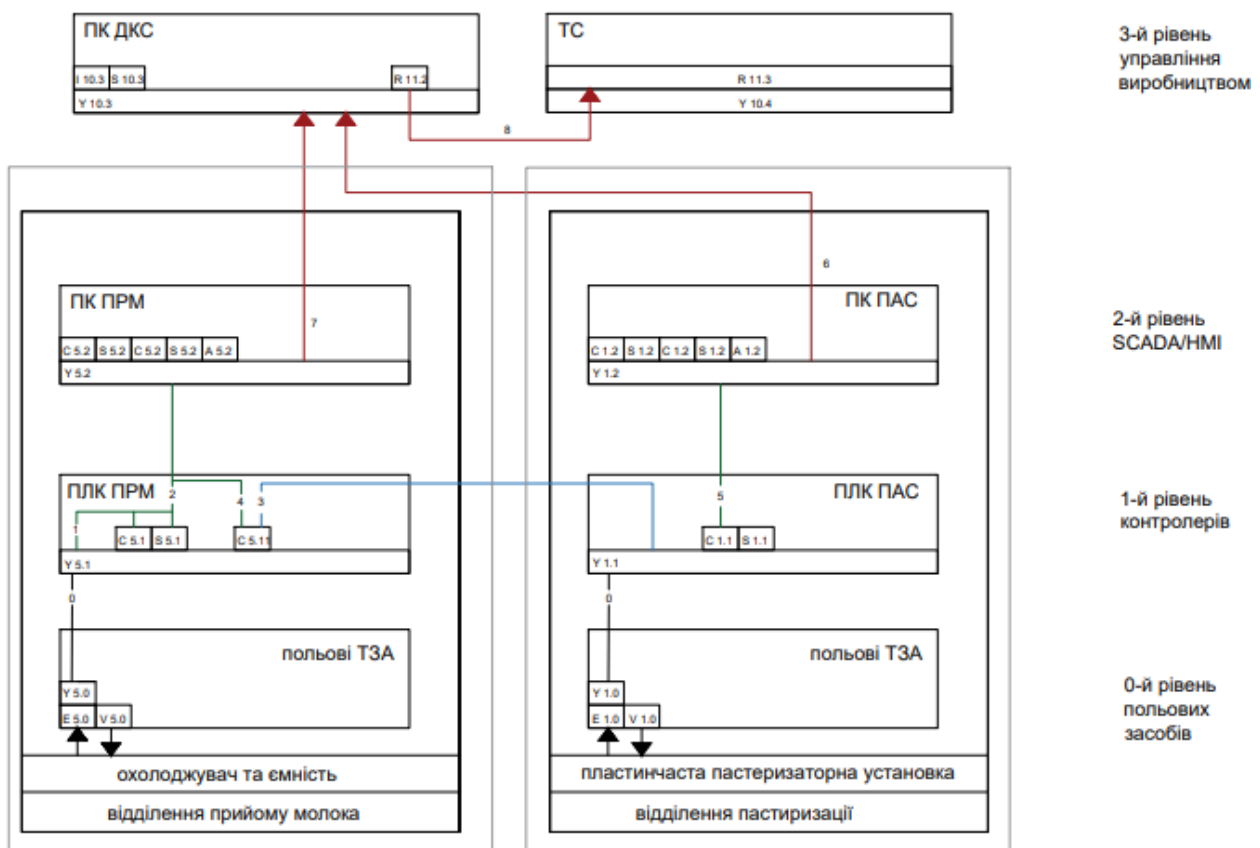 ПК ДКС
I 10.3 S 10.3 R 11.2
Y 10.3
ТС
R 11.3
Y 10.4
3-й рівень
управління
виробництвом
8
7
6
ПК ПРМ
C 5.2 S 5.2 C 5.2 S 5.2 A 5.2
Y 5.2
ПК ПАС
C 1.2 S 1.2 C 1.2 S 1.2 A 1.2
Y 1.2
2-й рівень
SCADA/HMI
ПЛК ПРМ
1 2 4 3
C 5.1 S 5.1 C 5.11
Y 5.1
0
ПЛК ПАС
5
C 1.1 S 1.1
Y 1.1
0
1-й рівень
контролерів
польові ТЗА
Y 5.0
E 5.0 V 5.0
охолоджувач та ємність
відділення прийому молока
польові ТЗА
Y 1.0
E 1.0 V 1.0
пластинчаста пастеризаторна установка
відділення пастиризації
0-й рівень
польових
засобів